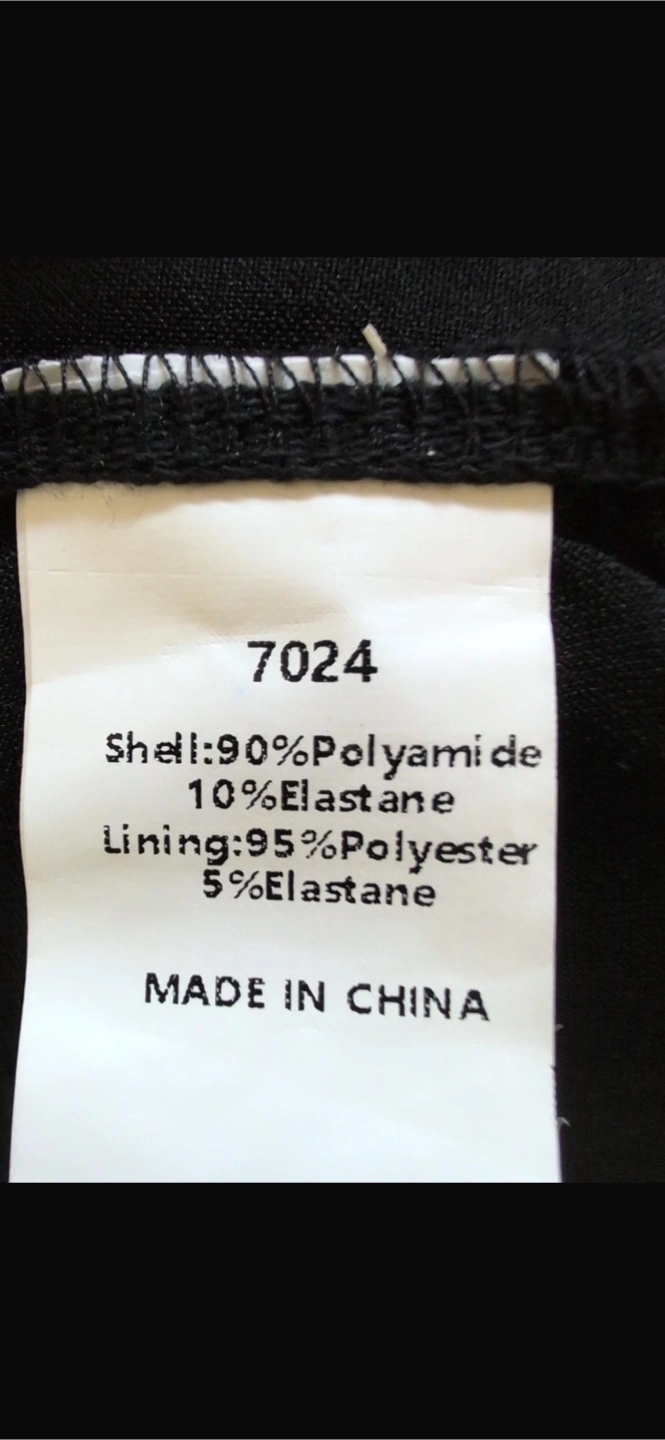 7024
Shell:90%Polyamide
10%Elastane
Lining:95%Polyester
5%Elastane
MADE IN CHINA